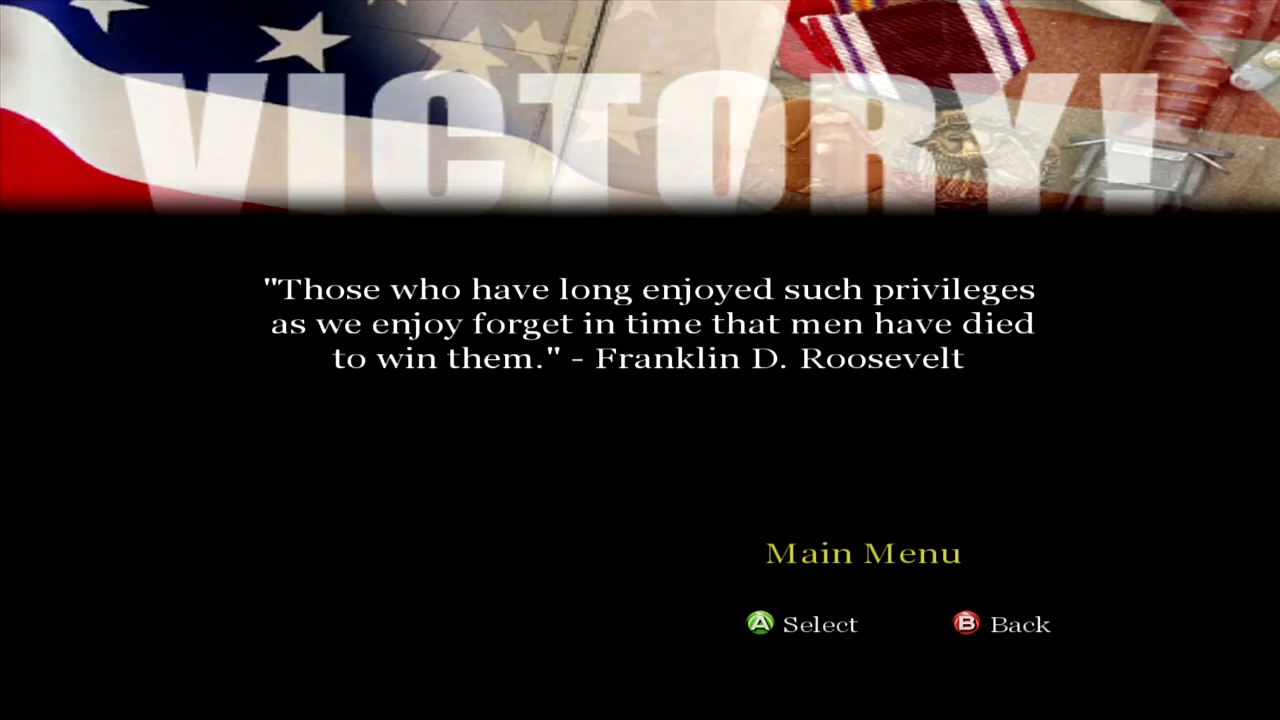 VICTORY!
"Those who have long enjoyed such privileges
as we enjoy forget in time that men have died
to win them." - Franklin D. Roosevelt
Main Menu
A Select B Back